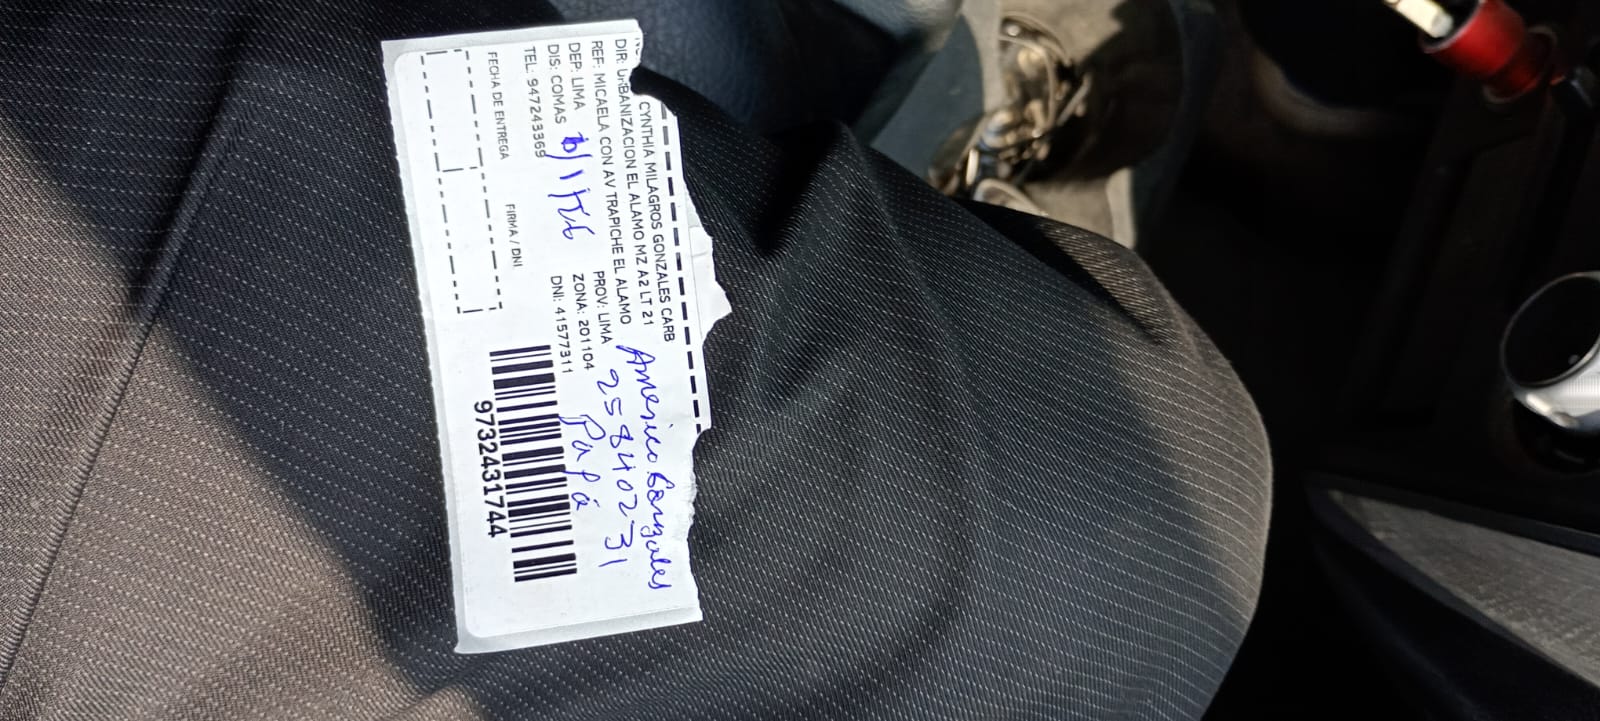 CYNTHIA MILAGROS GONZALES CARB
DIR: URBANIZACION EL ALAMO MZ A2 LT 21
REF: MICAELA CON AV TRAPICHE EL ALAMO
DEP: LIMA PROV: LIMA
DIS: COMAS ZONA: 201104
TEL: 947243369 DNI: 41577311
Americo Gonzales
25840231
Papá
FECHA DE ENTREGA FIRMA / DNI
9732431744